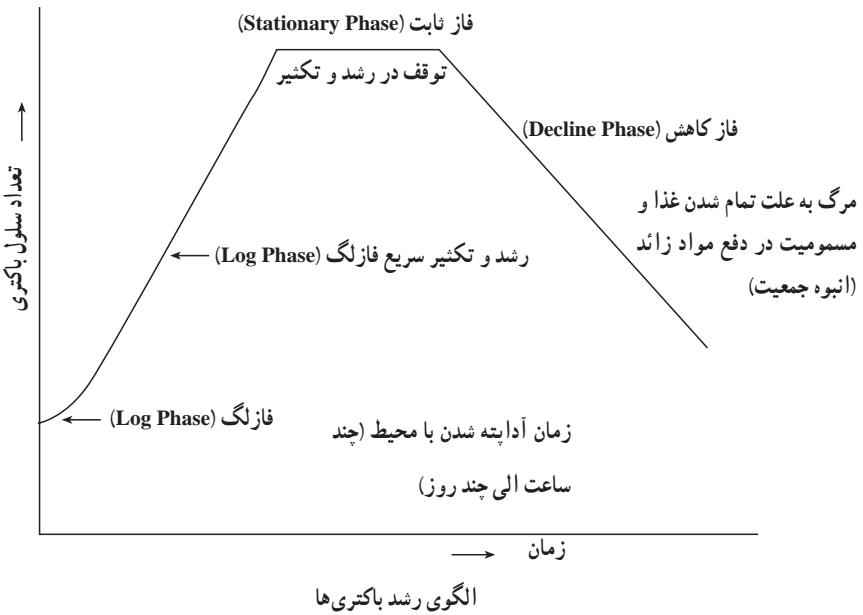 فاز ثابت (Stationary Phase)
توقف در رشد و تکثیر
فاز کاهش (Decline Phase)
مرگ به علت تمام شدن غذا و
مسمومیت در دفع مواد زائد
(انبوه جمعیت)
تعداد سلول باکتری
رشد و تکثیر سریع فازلگ (Log Phase)
فازلگ (Log Phase)
زمان آداپته شدن با محیط (چند
ساعت الی چند روز)
زمان
الگوی رشد باکتری‌ها